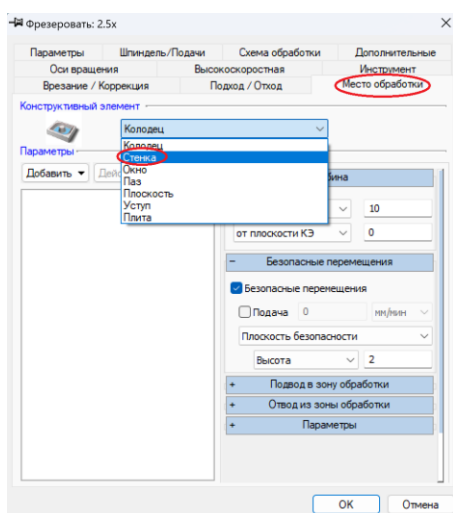 Фрезеровать: 2.5x
Параметры Шпиндель/Подачи Схема обработки Дополнительные
Оси вращения Высокоскоростная Инструмент
Врезание / Коррекция Подход / Отход Место обработки
Конструктивный элемент
Колодец
Параметры
Колодец
Стенка
Окно
Паз
Плоскость
Уступ
Плита
Добавить
10
от плоскости КЭ 0
- Безопасные перемещения
Безопасные перемещения
Подача 0 мм/мин
Плоскость безопасности
Высота 2
+ Подвод в зону обработки
+ Отвод из зоны обработки
+ Параметры
OK Отмена